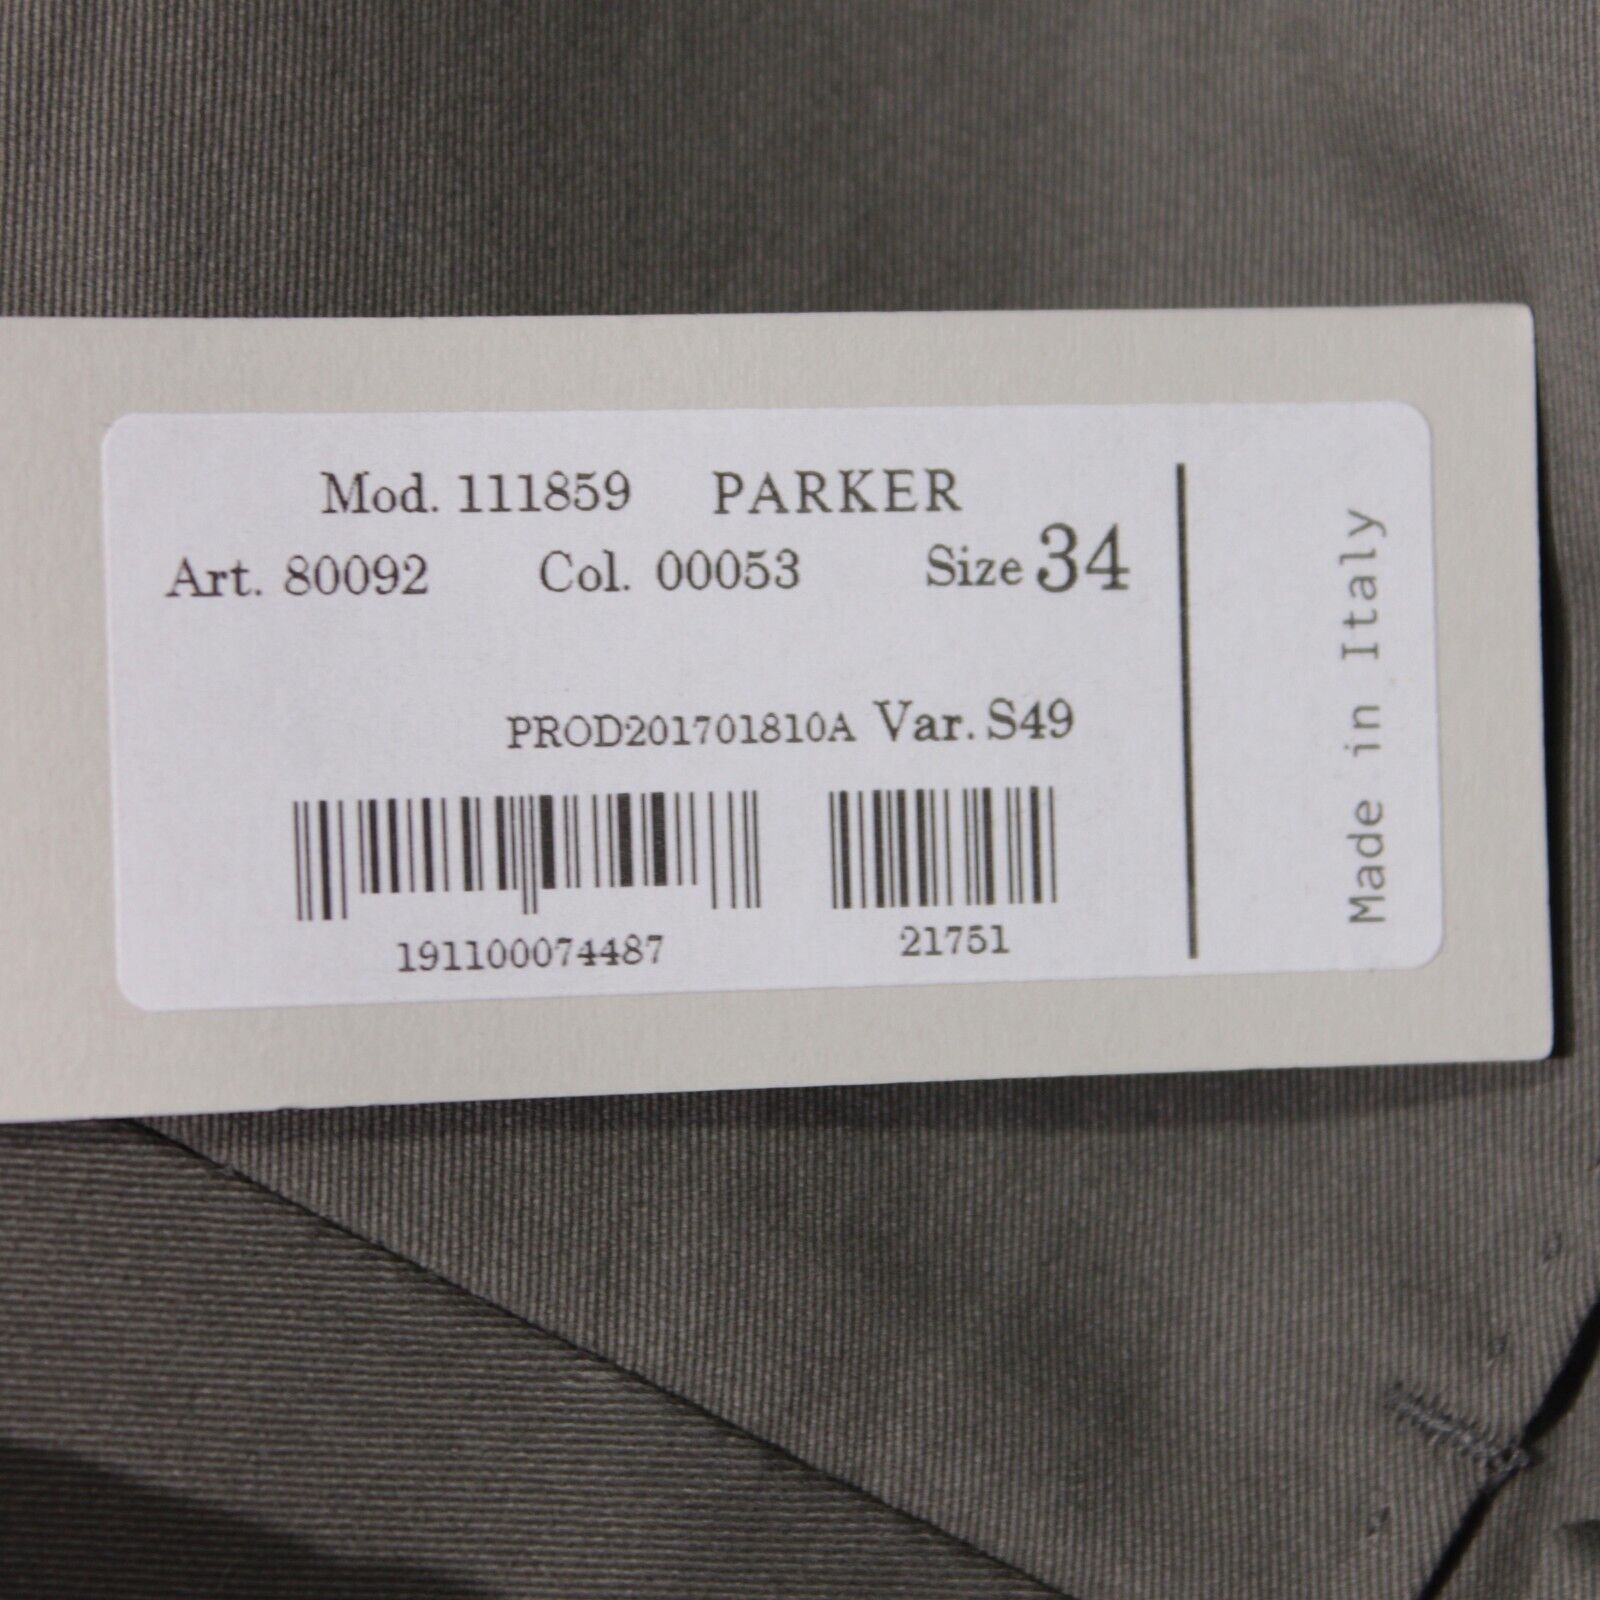 Mod. 111859 PARKER
Art. 80092 Col. 00053 Size 34
PROD201701810A Var. S49
191100074487 21751
Made in Italy